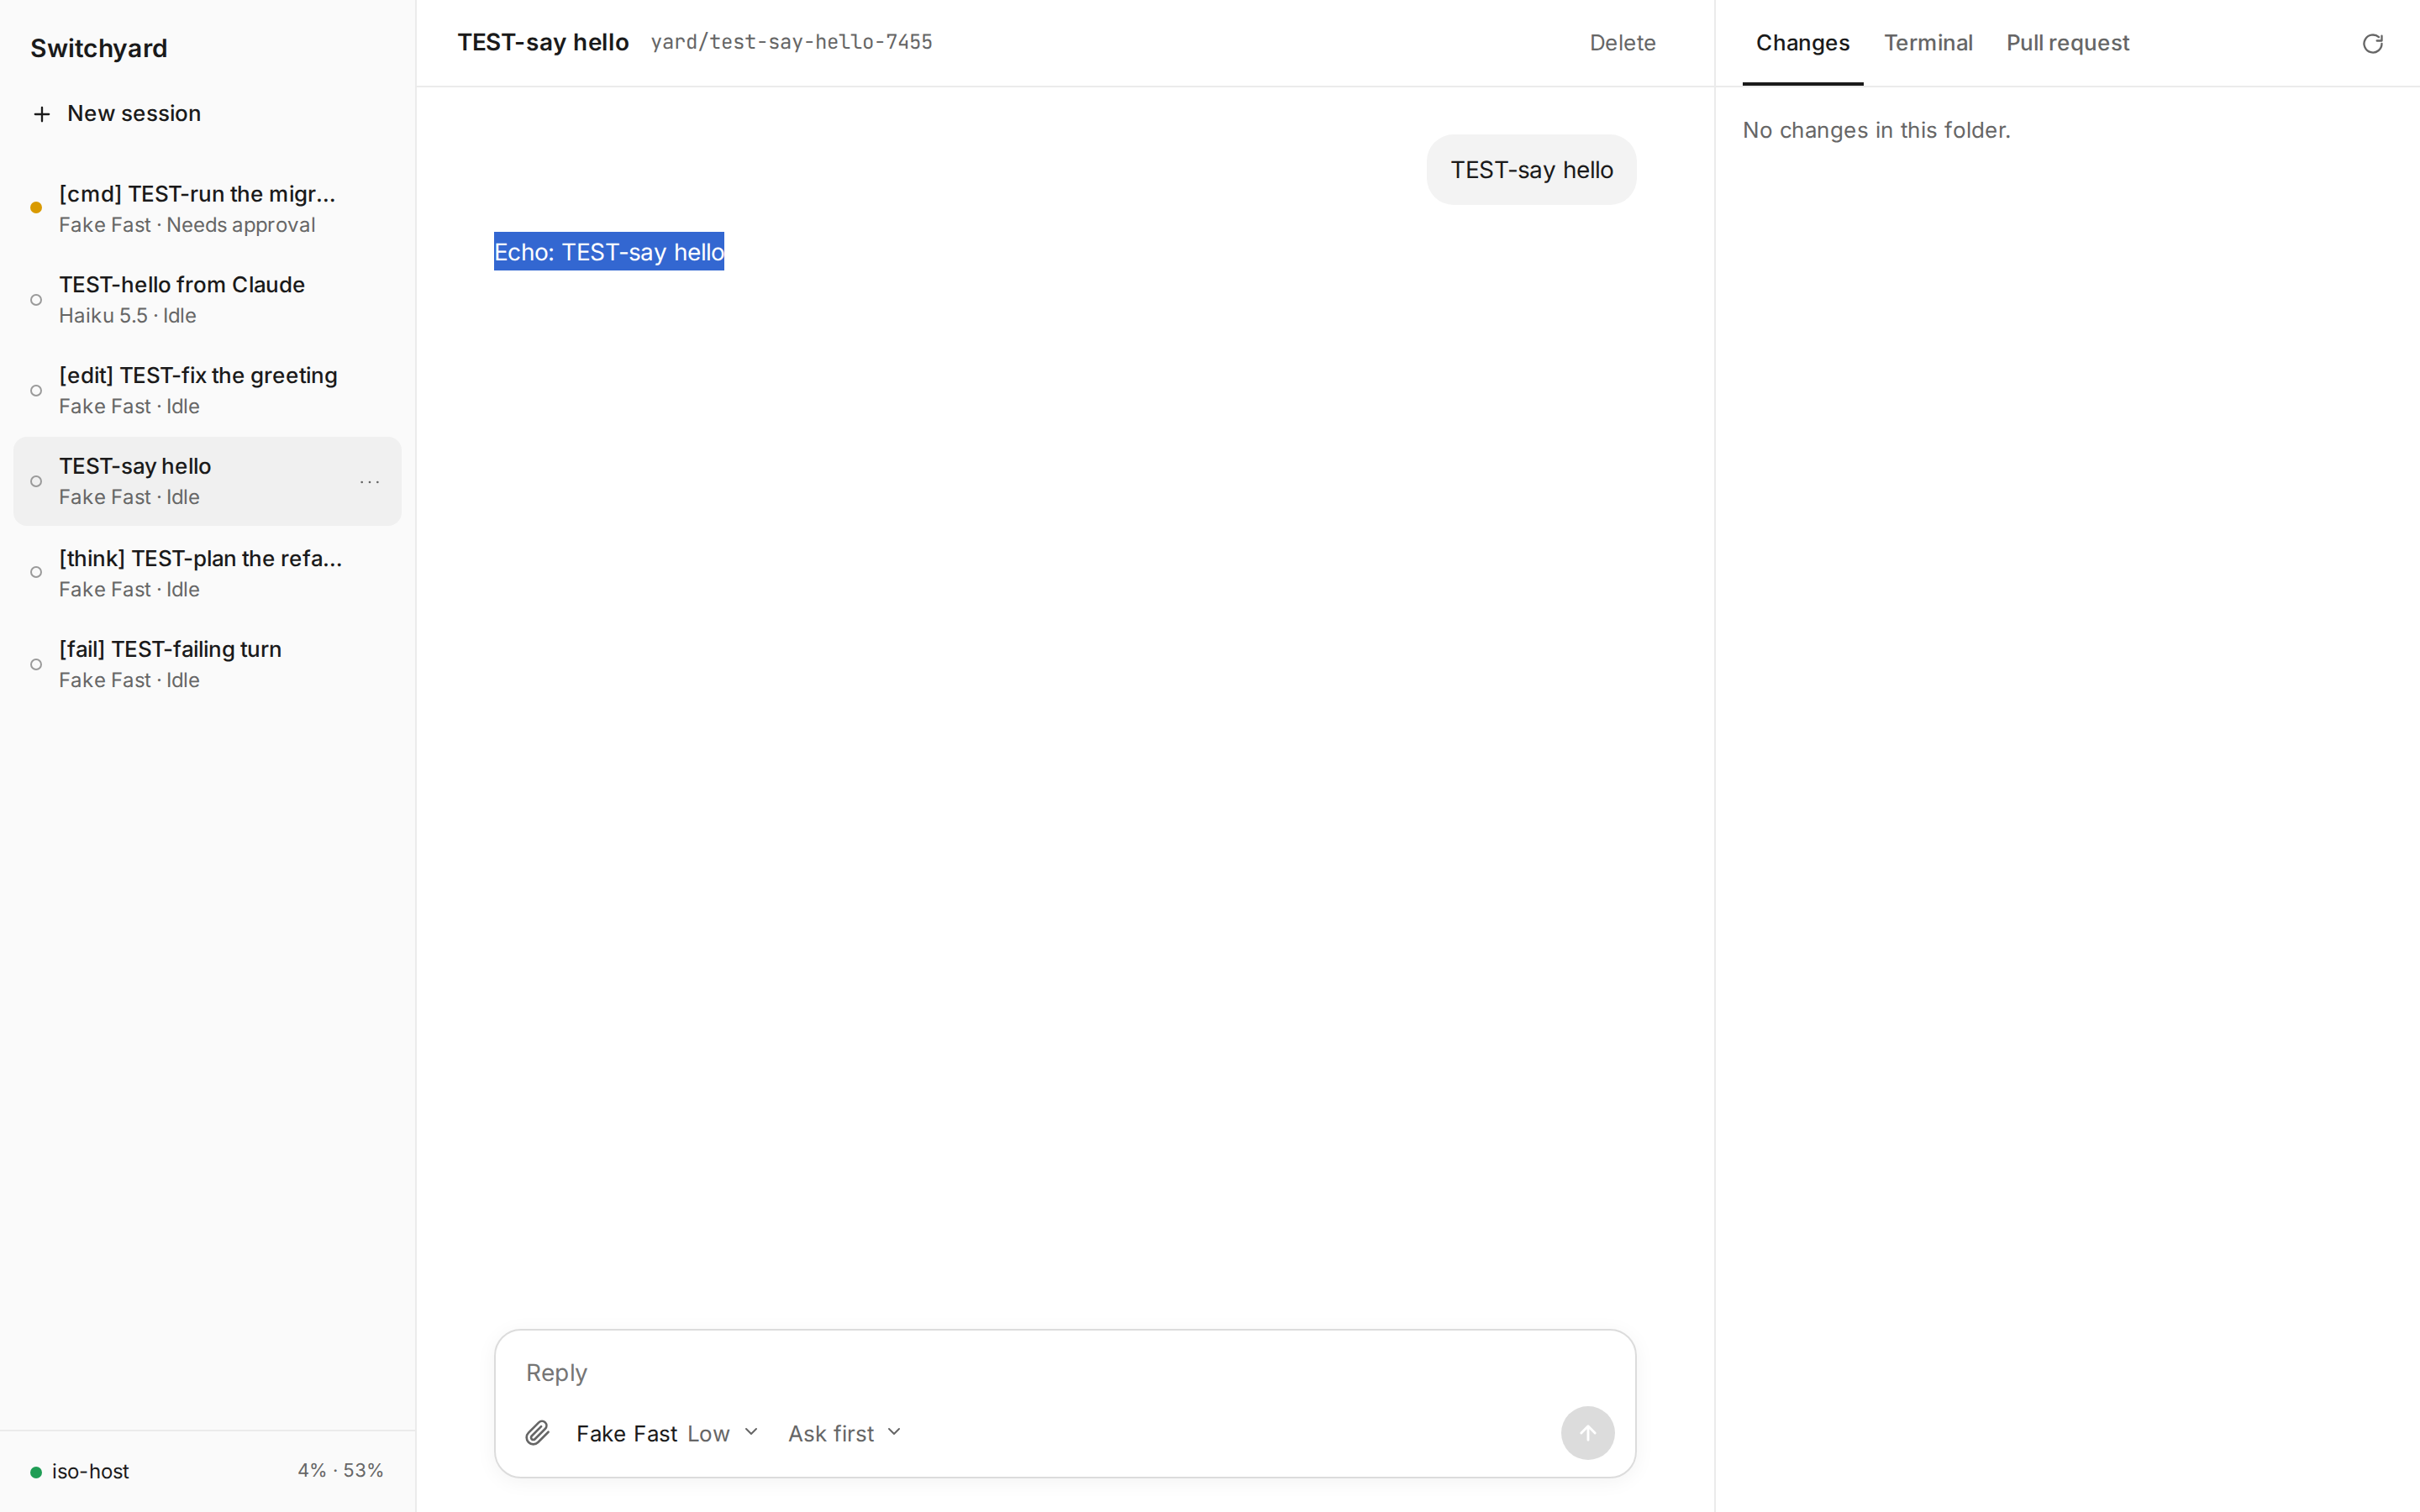 Switchyard
New session
[cmd] TEST-run the migr...
Fake Fast · Needs approval
TEST-hello from Claude
Haiku 5.5 · Idle
[edit] TEST-fix the greeting
Fake Fast · Idle
TEST-say hello
Fake Fast · Idle
...
[think] TEST-plan the refa...
Fake Fast · Idle
[fail] TEST-failing turn
Fake Fast · Idle
iso-host 4% · 53%
TEST-say hello yard/test-say-hello-7455 Delete
TEST-say hello
Echo: TEST-say hello
Reply
Fake Fast Low Ask first
Changes Terminal Pull request
No changes in this folder.